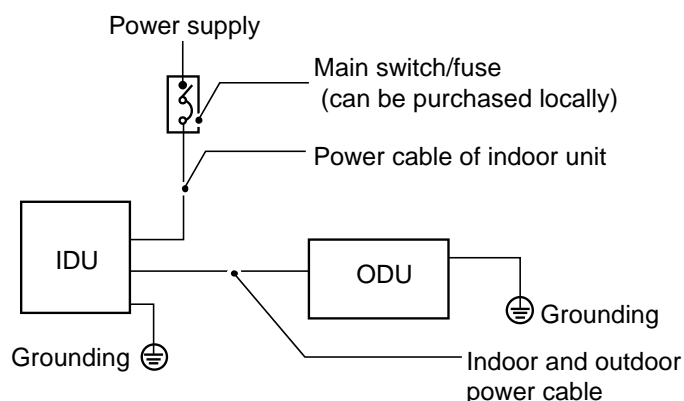 Power supply
Main switch/fuse
(can be purchased locally)
Power cable of indoor unit
IDU
ODU
Grounding
Grounding
Indoor and outdoor
power cable